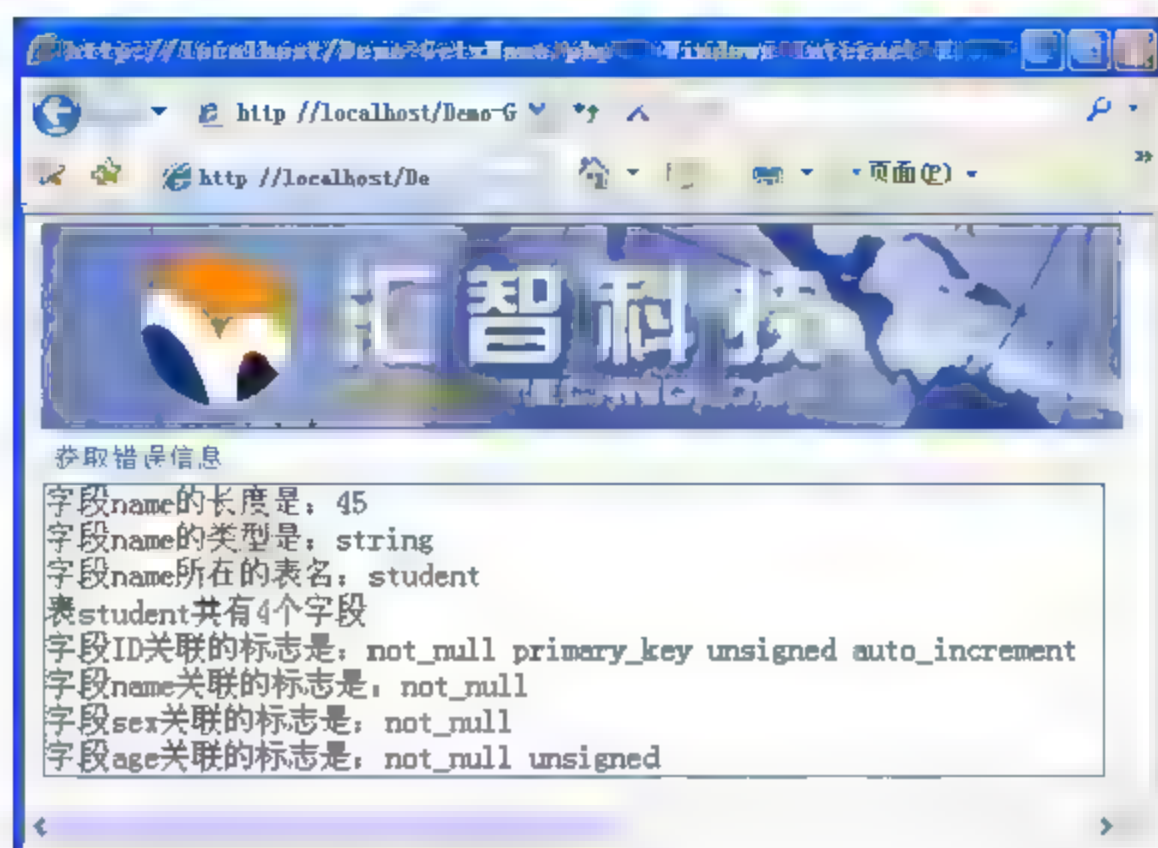 http //localhost/Demo-G
http //localhost/De
页面(P)
汇智科技
获取错误信息
字段name的长度是：45
字段name的类型是：string
字段name所在的表名：student
表student共有4个字段
字段ID关联的标志是：not_null primary_key unsigned auto_increment
字段name关联的标志是：not_null
字段sex关联的标志是：not_null
字段age关联的标志是：not_null unsigned